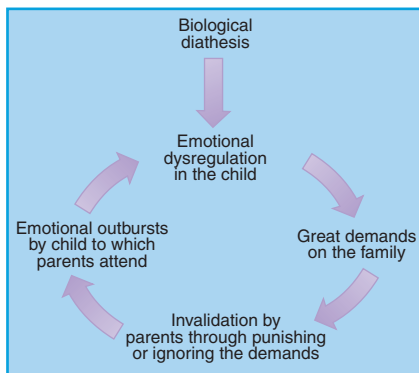 Biological
diathesis
Emotional
dysregulation
in the child
Great demands
on the family
Invalidation by
parents through punishing
or ignoring the demands
Emotional outbursts
by child to which
parents attend